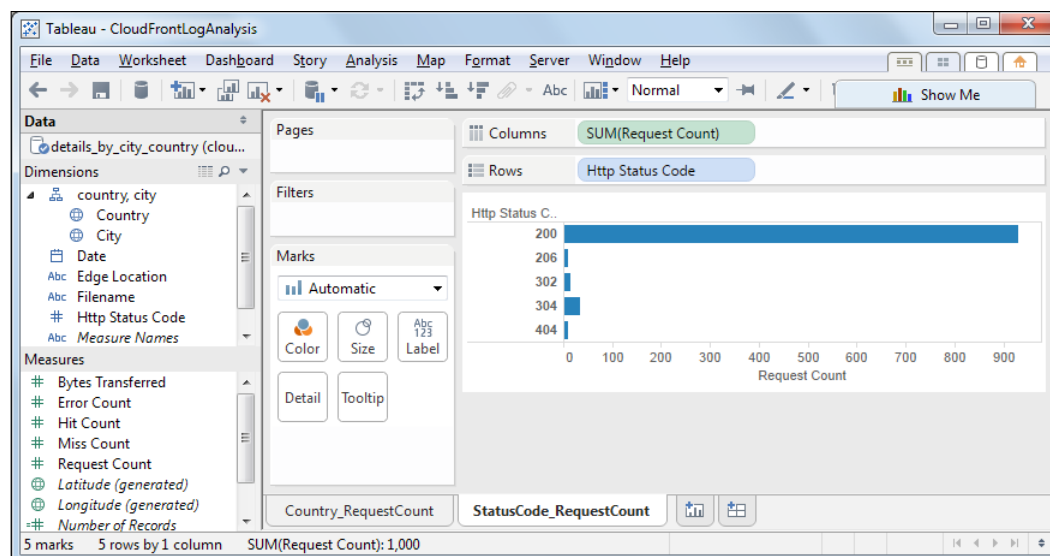 Tableau - CloudFrontLogAnalysis
File Data Worksheet Dashboard Story Analysis Map Format Server Window Help
Abc Normal Show Me
Data
details_by_city_country (clou...
Dimensions
country, city
Country
City
Date
Abc Edge Location
Abc Filename
# Http Status Code
Abc Measure Names
Measures
# Bytes Transferred
# Error Count
# Hit Count
# Miss Count
# Request Count
Latitude (generated)
Longitude (generated)
=# Number of Records
Pages
Filters
Marks
Automatic
Color Size Abc 123 Label
Detail Tooltip
Columns SUM(Request Count)
Rows Http Status Code
Http Status C..
200
206
302
304
404
0 100 200 300 400 500 600 700 800 900
Request Count
Country_RequestCount StatusCode_RequestCount
5 marks 5 rows by 1 column SUM(Request Count): 1,000